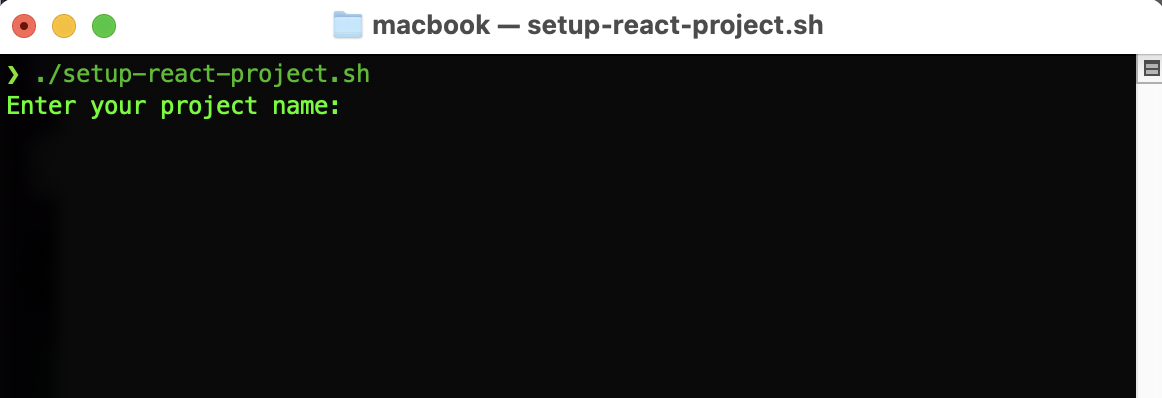 macbook — setup-react-project.sh
❯ ./setup-react-project.sh
Enter your project name: